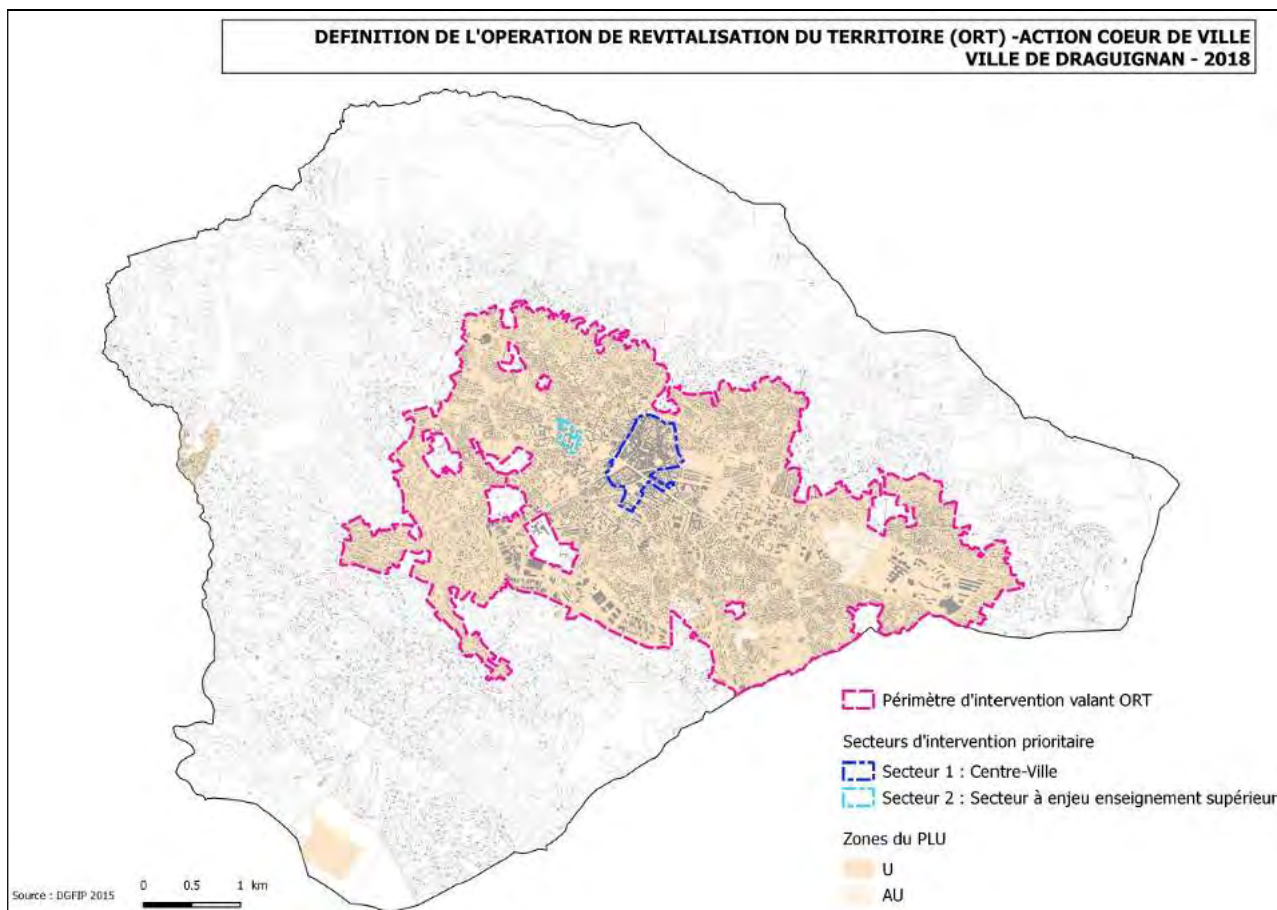 DEFINITION DE L'OPERATION DE REVITALISATION DU TERRITOIRE (ORT) -ACTION COEUR DE VILLE
VILLE DE DRAGUIGNAN - 2018
Périmètre d'intervention valant ORT
Secteurs d'intervention prioritaire
Secteur 1 : Centre-Ville
Secteur 2 : Secteur à enjeu enseignement supérieur
Zones du PLU
U
AU
0 0.5 1 km
Source : DGFIP 2015